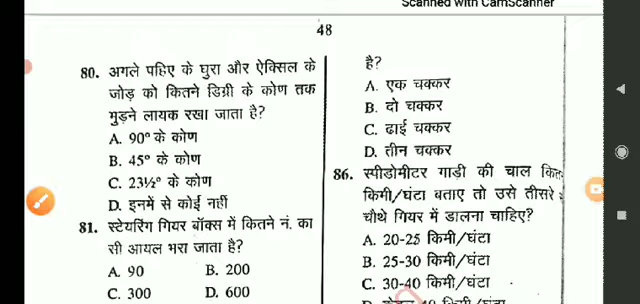 Scanned with CamScanner
48
80. अगले पहिए के घुरा और ऐक्सिल के
जोड़ को कितने डिग्री के कोण तक
मुड़ने लायक रखा जाता है?
A. 90° के कोण
B. 45° के कोण
C. 23½° के कोण
D. इनमें से कोई नहीं
81. स्टेयरिंग गियर बॉक्स में कितने नं. का
सी आयल भरा जाता है?
A. 90 B. 200
C. 300 D. 600
है?
A. एक चक्कर
B. दो चक्कर
C. ढाई चक्कर
D. तीन चक्कर
86. स्पीडोमीटर गाड़ी की चाल
किमी/घंटा बताए तो उसे तीसरे
चौथे गियर में डालना चाहिए?
A. 20-25 किमी/घंटा
B. 25-30 किमी/घंटा
C. 30-40 किमी/घंटा